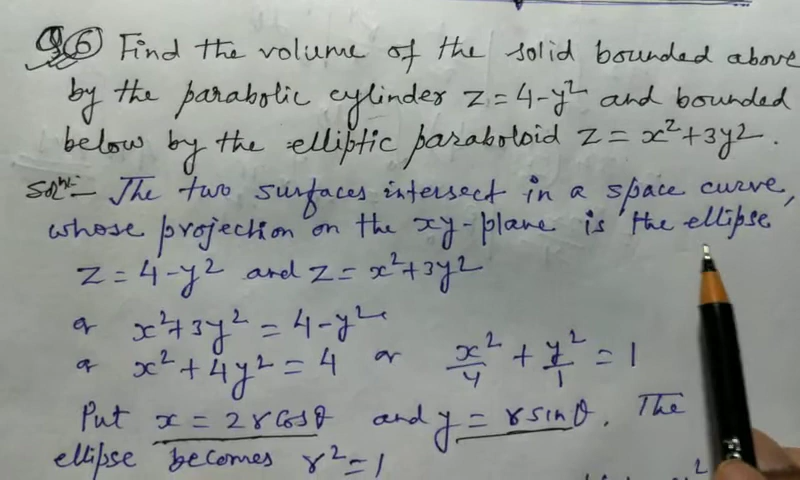 Q(6) Find the volume of the solid bounded above
by the parabolic cylinder z = 4-y² and bounded
below by the elliptic paraboloid z = x²+3y².
Solⁿ:- The two surfaces intersect in a space curve,
whose projection on the xy-plane is the ellipse
z = 4-y² and z = x²+3y²
or x²+3y² = 4-y²
or x²+4y² = 4 or x²/4 + y²/1 = 1
Put x = 2r cosθ and y = r sinθ. The
ellipse becomes r² = 1